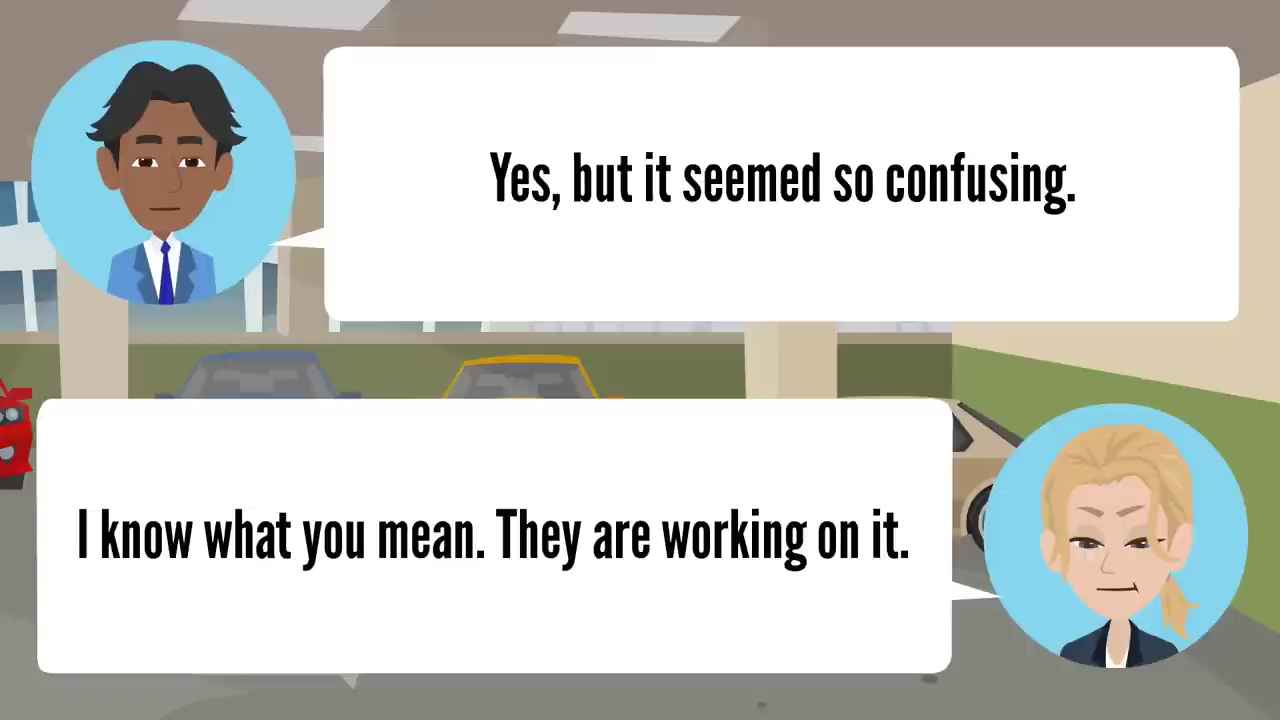 Yes, but it seemed so confusing.
I know what you mean. They are working on it.